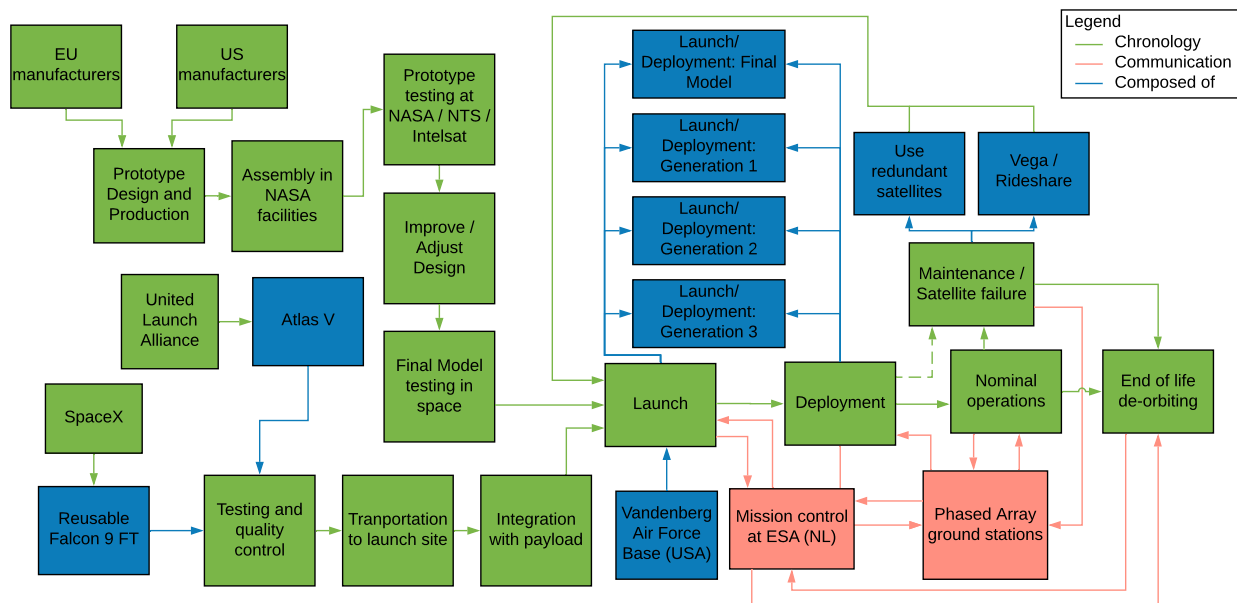 Legend
Chronology
Communication
Composed of
EU
manufacturers
US
manufacturers
Prototype
Design and
Production
Assembly in
NASA
facilities
Prototype
testing at
NASA / NTS /
Intelsat
Improve /
Adjust
Design
Final Model
testing in
space
United
Launch
Alliance
Atlas V
SpaceX
Reusable
Falcon 9 FT
Testing and
quality
control
Tranportation
to launch site
Integration
with payload
Launch/
Deployment: Final
Model
Launch/
Deployment:
Generation 1
Launch/
Deployment:
Generation 2
Launch/
Deployment:
Generation 3
Launch
Deployment
Vandenberg
Air Force
Base (USA)
Mission control
at ESA (NL)
Phased Array
ground stations
Use
redundant
satellites
Vega /
Rideshare
Maintenance /
Satellite failure
Nominal
operations
End of life
de-orbiting